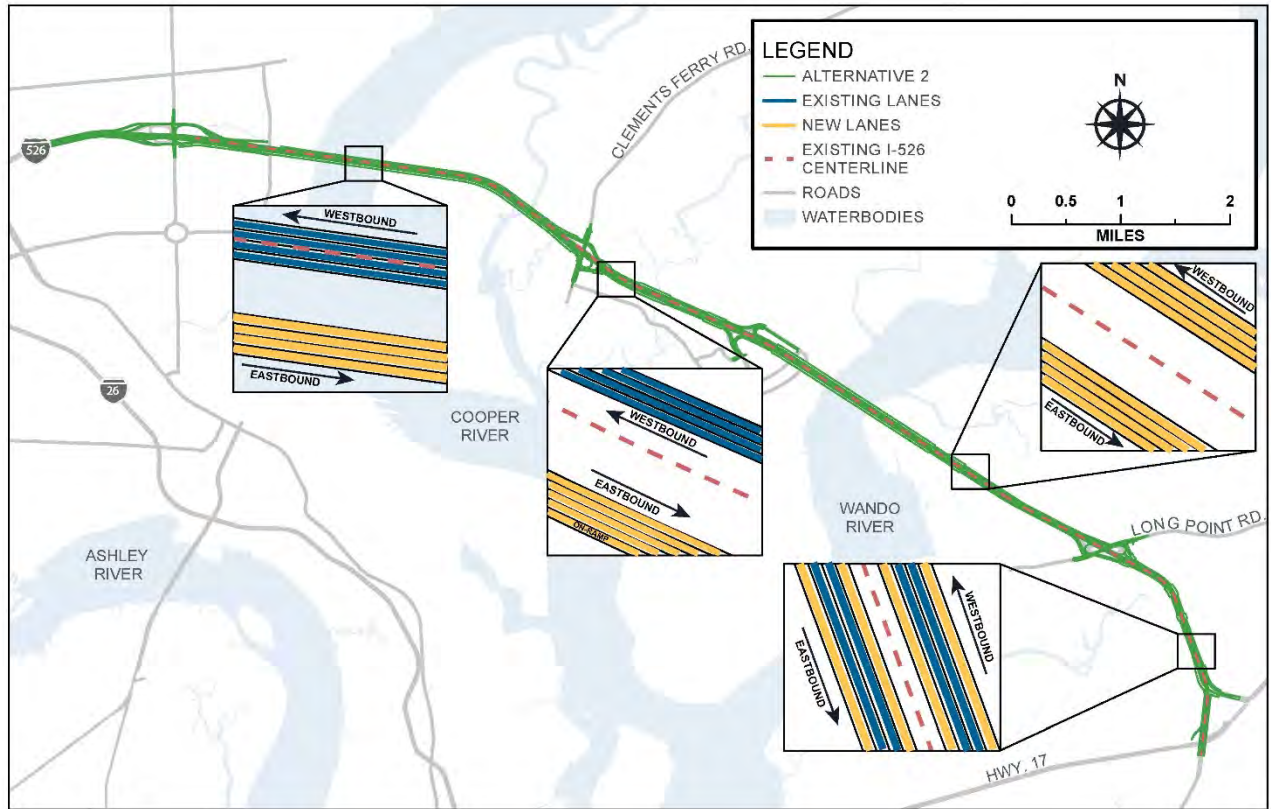 LEGEND
ALTERNATIVE 2
EXISTING LANES
NEW LANES
EXISTING I-526
CENTERLINE
ROADS
WATERBODIES
N
0 0.5 1 2
MILES
CLEMENTS FERRY RD.
526
WESTBOUND
EASTBOUND
26
COOPER
RIVER
WESTBOUND
EASTBOUND
ON-RAMP
WESTBOUND
EASTBOUND
WANDO
RIVER
LONG POINT RD.
ASHLEY
RIVER
WESTBOUND
EASTBOUND
HWY. 17